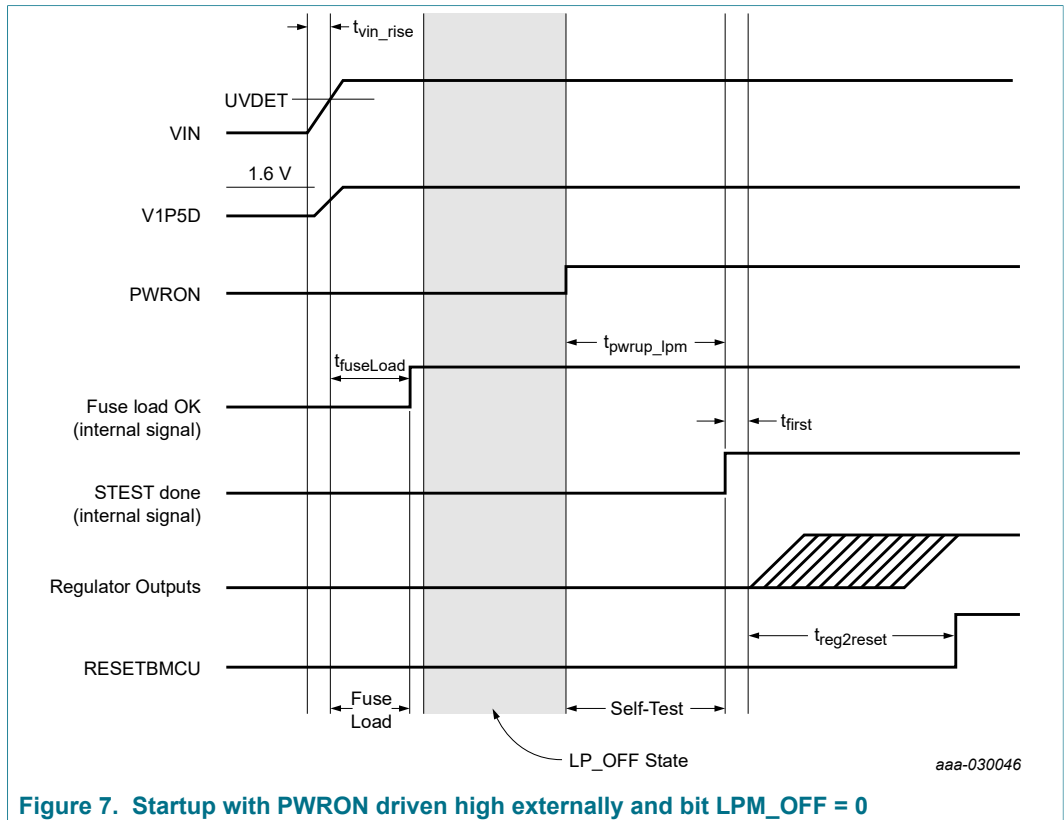 tvin_rise
UVDET
VIN
1.6 V
V1P5D
PWRON
tpwrup_lpm
tfuseLoad
Fuse load OK
(internal signal)
tfirst
STEST done
(internal signal)
Regulator Outputs
treg2reset
RESETBMCU
Fuse
Load
Self-Test
LP_OFF State
aaa-030046
Figure 7. Startup with PWRON driven high externally and bit LPM_OFF = 0